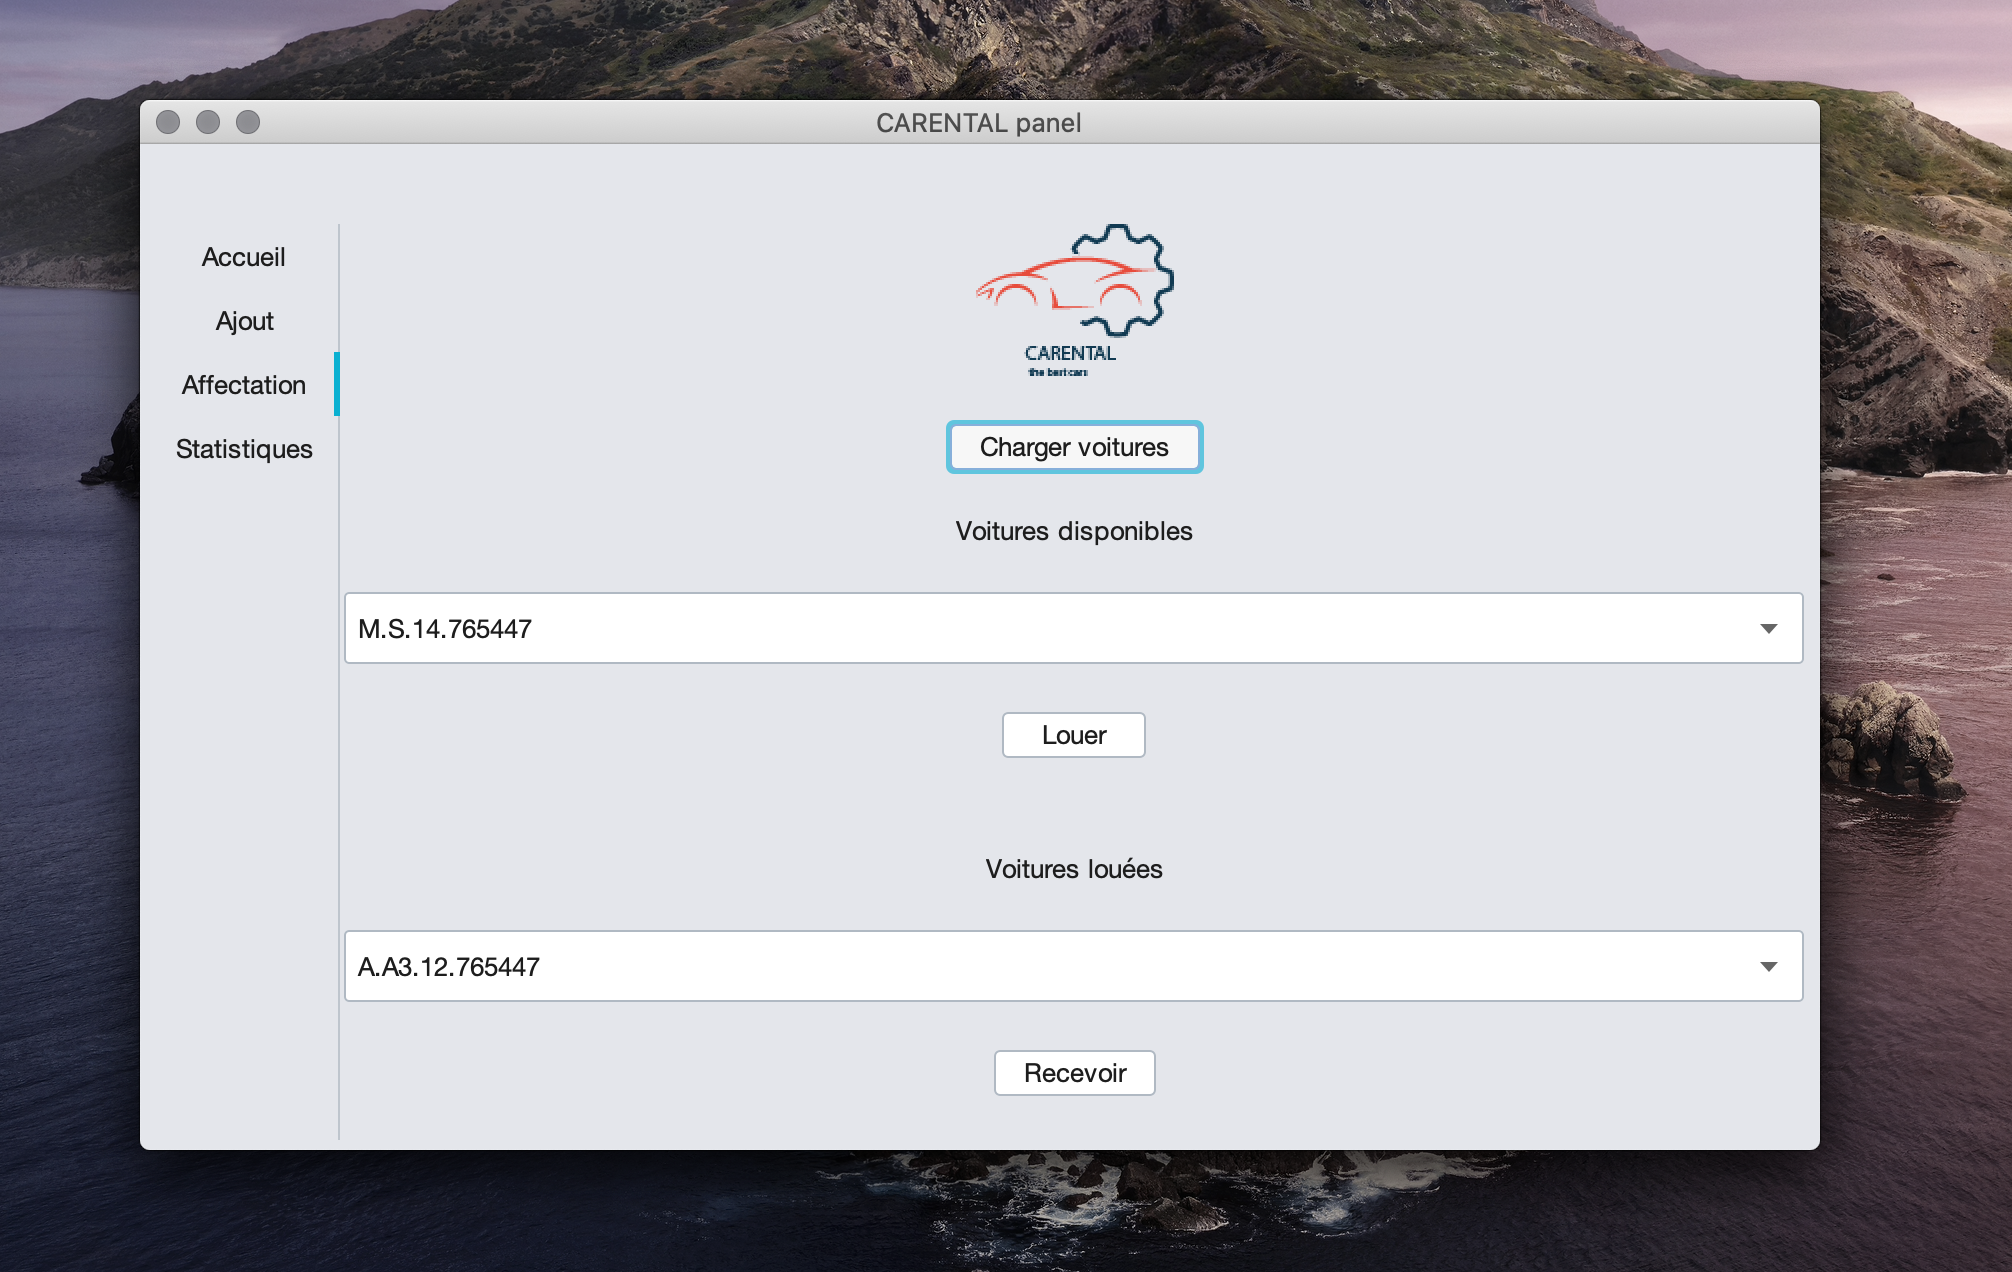 CARENTAL panel
Accueil
Ajout
Affectation
Statistiques
CARENTAL
the best cars
Charger voitures
Voitures disponibles
M.S.14.765447
Louer
Voitures louées
A.A3.12.765447
Recevoir